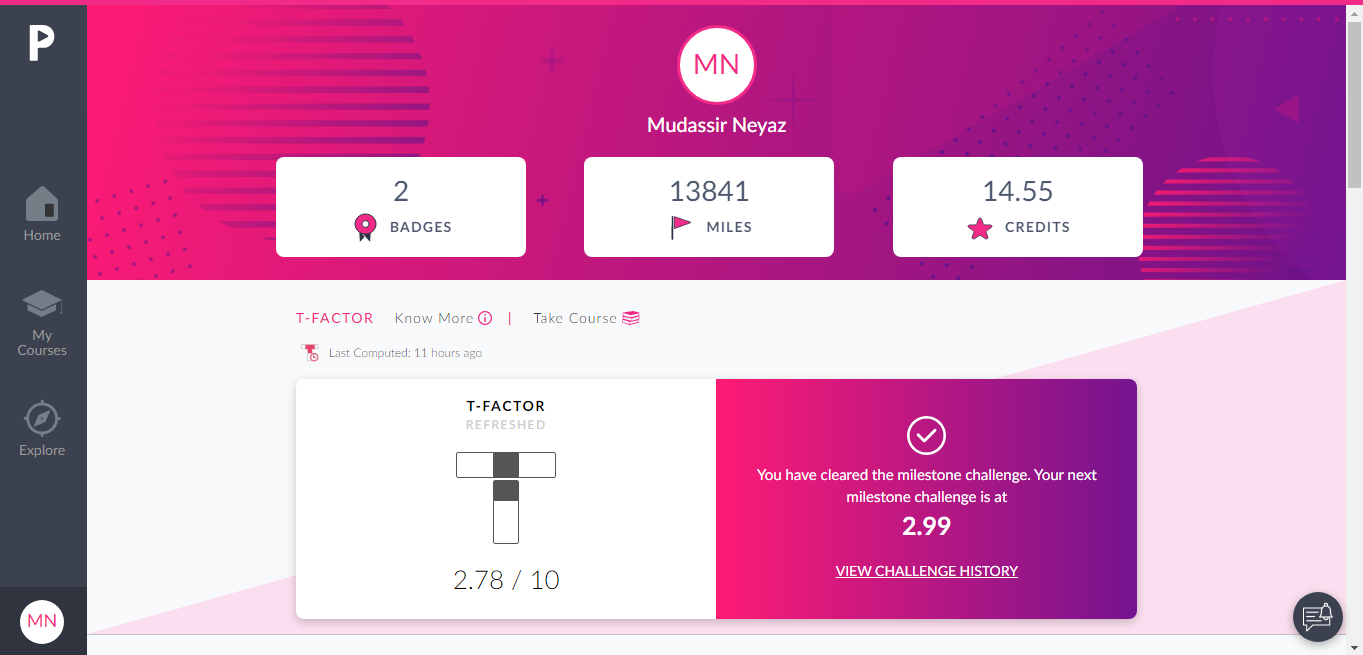 P
Home
My
Courses
Explore
MN
MN
Mudassir Neyaz
2
BADGES
13841
MILES
14.55
CREDITS
T-FACTOR Know More | Take Course
Last Computed: 11 hours ago
T-FACTOR
REFRESHED
2.78 / 10
You have cleared the milestone challenge. Your next
milestone challenge is at
2.99
VIEW CHALLENGE HISTORY